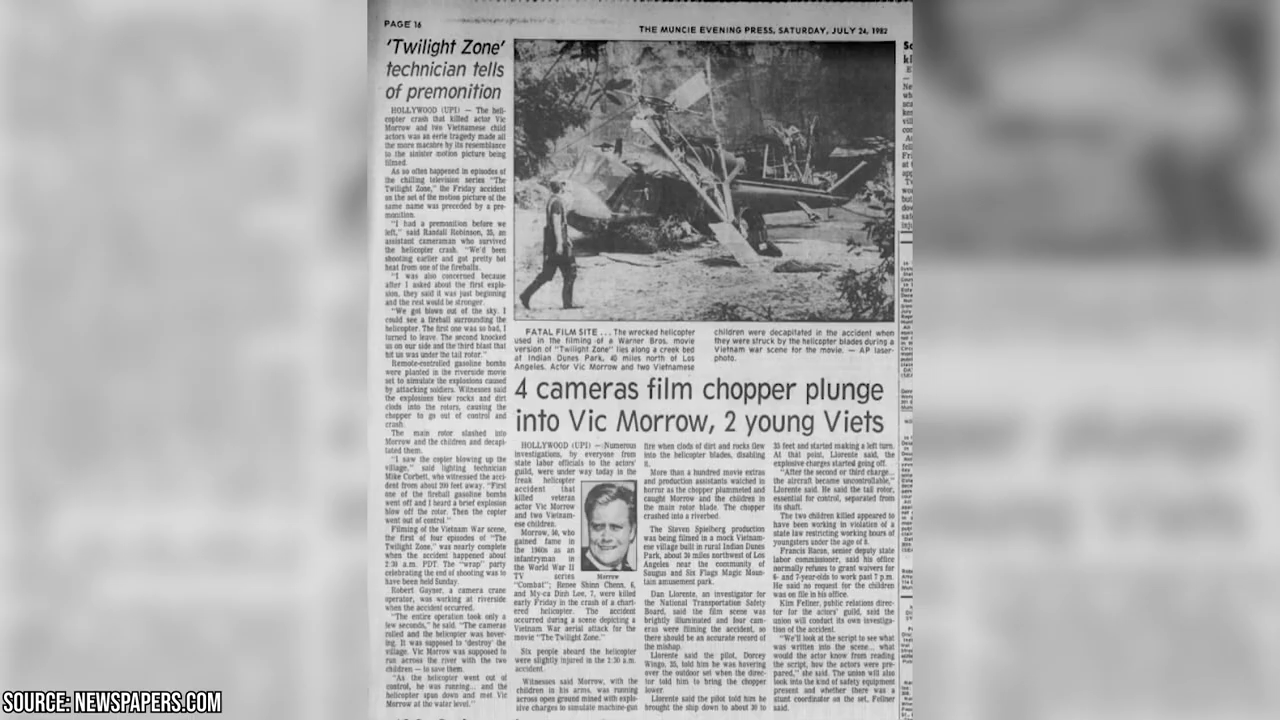 PAGE 16
THE MUNCIE EVENING PRESS, SATURDAY, JULY 24, 1982
'Twilight Zone'
technician tells
of premonition
HOLLYWOOD (UPI) — The heli-
copter crash that killed actor Vic
Morrow and two Vietnamese child
actors was an eerie tragedy made all
the more macabre by its resemblance
to the sinister motion picture being
filmed.
As so often happened in episodes of
the chilling television series "The
Twilight Zone," the Friday accident
on the set of the motion picture of the
same name was preceded by a pre-
monition.
"I had a premonition before we
left," said Randall Robinson, 35, an
assistant cameraman who survived
the helicopter crash. "We'd been
shooting earlier and got pretty hot
heat from one of the fireballs.
"I was also concerned because
after I asked about the first explo-
sion, they said it was just beginning
and the rest would be stronger.
"We got blown out of the sky. I
could see a fireball surrounding the
helicopter. The first one was so bad, I
turned to leave. The second knocked
us on our side and the third blast that
hit us was under the tail rotor."
Remote-controlled gasoline bombs
were planted in the riverside movie
set to simulate the explosions caused
by attacking soldiers. Witnesses said
the explosions blew rocks and dirt
clods into the rotors, causing the
chopper to go out of control and
crash.
The main rotor slashed into
Morrow and the children and decapi-
tated them.
"I saw the copter blowing up the
village," said lighting technician
Mike Corbett, who witnessed the acci-
dent from about 200 feet away. "First
one of the fireball gasoline bombs
went off and I heard a brief explosion
blow off the rotor. Then the copter
went out of control."
Filming of the Vietnam War scene,
the first of four episodes of "The
Twilight Zone," was nearly complete
when the accident happened about
2:30 a.m. PDT. The "wrap" party
celebrating the end of shooting was to
have been held Sunday.
Robert Gayner, a camera crane
operator, was working at riverside
when the accident occurred.
"The entire operation took only a
few seconds," he said. "The cameras
rolled and the helicopter was hover-
ing. It was supposed to 'destroy' the
village. Vic Morrow was supposed to
run across the river with the two
children — to save them.
"As the helicopter went out of
control, he was running... and the
helicopter spun down and met Vic
Morrow at the water level."
FATAL FILM SITE . . . The wrecked helicopter
used in the filming of a Warner Bros. movie
version of "Twilight Zone" lies along a creek bed
at Indian Dunes Park, 40 miles north of Los
Angeles. Actor Vic Morrow and two Vietnamese
children were decapitated in the accident when
they were struck by the helicopter blades during a
Vietnam war scene for the movie. — AP laser-
photo.
4 cameras film chopper plunge
into Vic Morrow, 2 young Viets
HOLLYWOOD (UPI) — Numerous
investigations, by everyone from
state labor officials to the actors'
guild, were under way today in the
freak helicopter
accident that
killed veteran
actor Vic Morrow
and two Vietnam-
ese children.
Morrow, 50, who
gained fame in
the 1960s as an
infantryman in
the World War II
TV series
Morrow
"Combat"; Renee Shinn Chenn, 6,
and My-ca Dinh Lee, 7, were killed
early Friday in the crash of a chart-
ered helicopter. The accident
occurred during a scene depicting a
Vietnam War aerial attack for the
movie "The Twilight Zone."
Six people aboard the helicopter
were slightly injured in the 2:30 a.m.
accident.
Witnesses said Morrow, with the
children in his arms, was running
across open ground mixed with explo-
sive charges to simulate machine-gun
fire when clods of dirt and rocks flew
into the helicopter blades, disabling
it.
More than a hundred movie extras
and production assistants watched in
horror as the chopper plummeted and
caught Morrow and the children in
the main rotor blade. The chopper
crashed into a riverbed.
The Steven Spielberg production
was being filmed in a mock Vietnam-
ese village built in rural Indian Dunes
Park, about 30 miles northwest of Los
Angeles near the community of
Saugus and Six Flags Magic Moun-
tain amusement park.
Dan Llorente, an investigator for
the National Transportation Safety
Board, said the film scene was
brightly illuminated and four cam-
eras were filming the accident, so
there should be an accurate record of
the mishap.
Llorente said the pilot, Dorcey
Wingo, 35, told him he was hovering
over the outdoor set when the direc-
tor told him to bring the chopper
lower.
Llorente said the pilot told him he
brought the ship down to about 30 to
35 feet and started making a left turn.
At that point, Llorente said, the
explosive charges started going off.
"After the second or third charge...
the aircraft became uncontrollable,"
Llorente said. He said the tail rotor,
essential for control, separated from
its shaft.
The two children killed appeared to
have been working in violation of a
state law restricting working hours of
youngsters under the age of 8.
Francis Bacon, senior deputy state
labor commissioner, said his office
normally refuses to grant waivers for
6- and 7-year-olds to work past 7 p.m.
He said no request for the children
was on file in his office.
Kim Fellner, public relations direc-
tor for the actors' guild, said the
union will conduct its own investiga-
tion of the accident.
"We'll look at the script to see what
was written into the scene... what
would the actor know from reading
the script, how the actors were pre-
pared," she said. The union will also
look into the kind of safety equipment
present and whether there was a
stunt coordinator on the set, Fellner
said.
SOURCE: NEWSPAPERS.COM